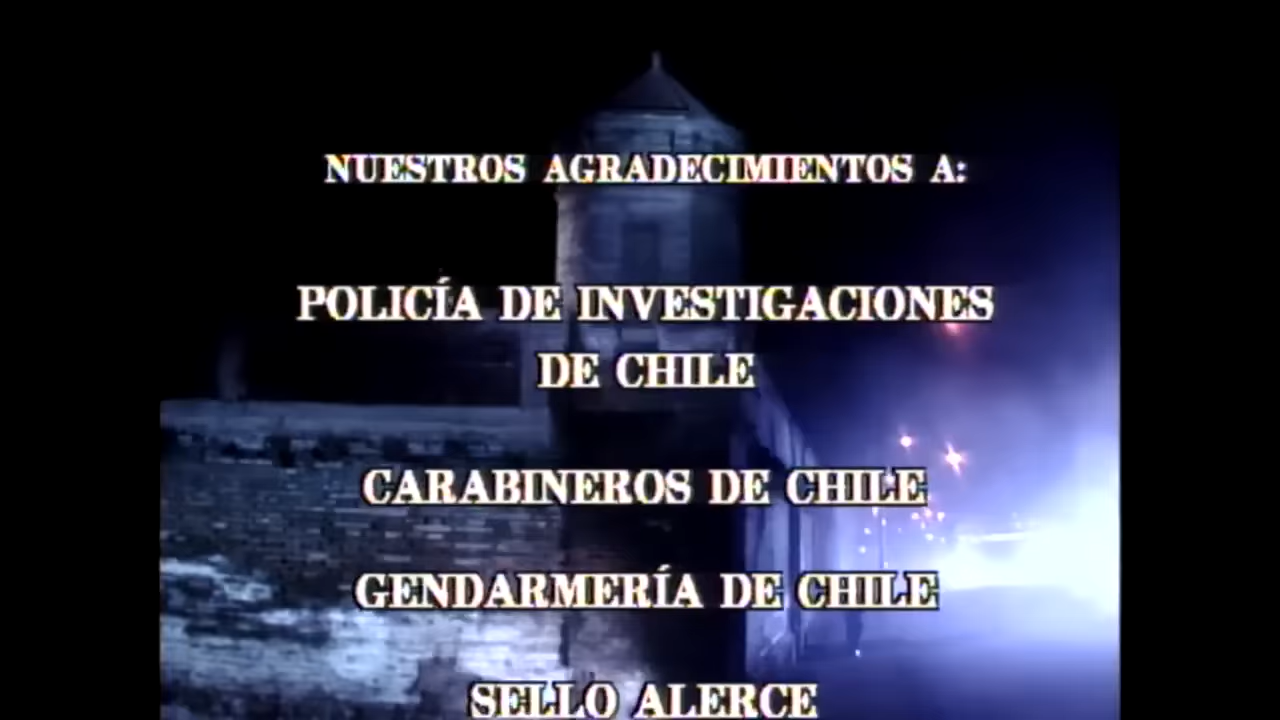 NUESTROS AGRADECIMIENTOS A:
POLICÍA DE INVESTIGACIONES
DE CHILE
CARABINEROS DE CHILE
GENDARMERÍA DE CHILE
SELLO ALERCE